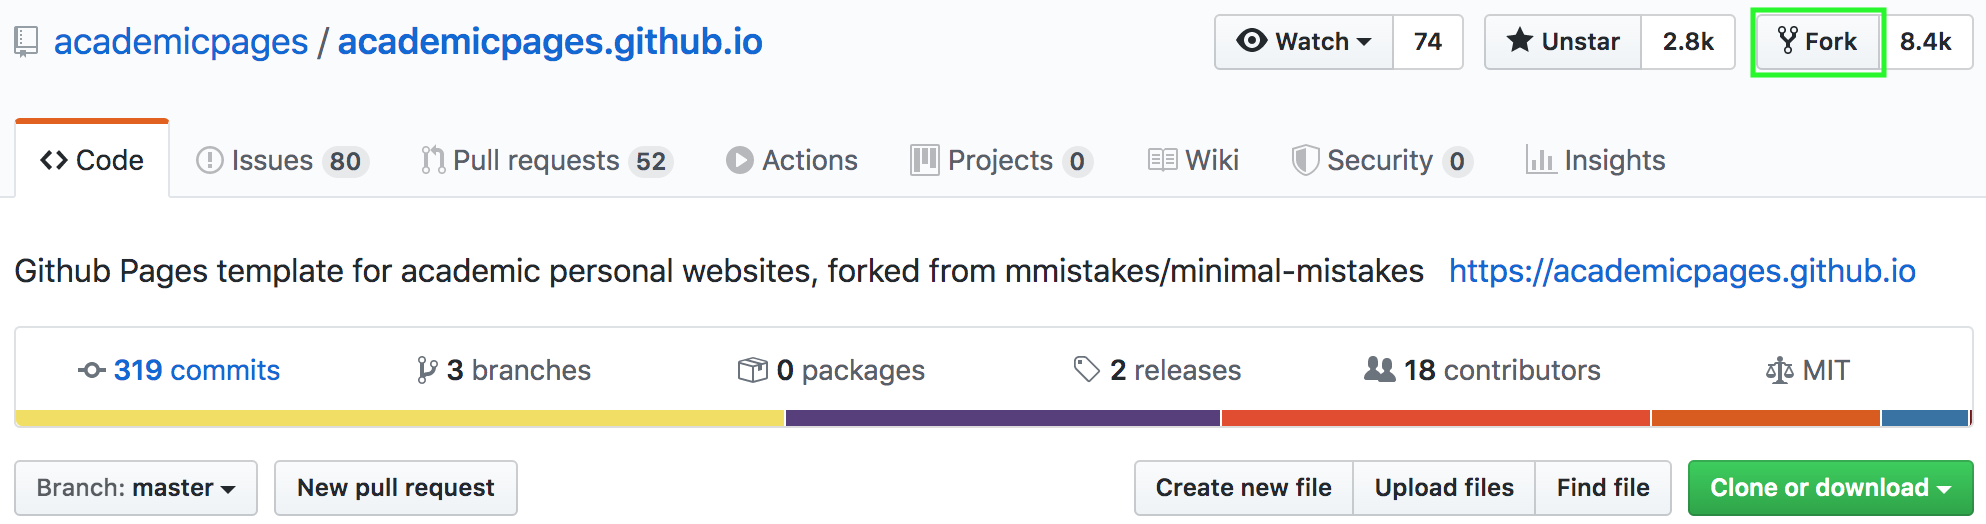 academicpages / academicpages.github.io Watch 74 Unstar 2.8k Fork 8.4k
Code Issues 80 Pull requests 52 Actions Projects 0 Wiki Security 0 Insights
Github Pages template for academic personal websites, forked from mmistakes/minimal-mistakes https://academicpages.github.io
319 commits 3 branches 0 packages 2 releases 18 contributors MIT
Branch: master New pull request Create new file Upload files Find file Clone or download